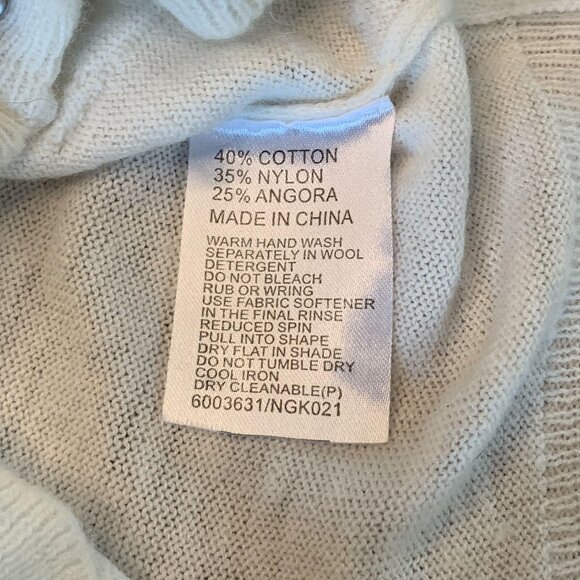 40% COTTON
35% NYLON
25% ANGORA
MADE IN CHINA
WARM HAND WASH
SEPARATELY IN WOOL
DETERGENT
DO NOT BLEACH
RUB OR WRING
USE FABRIC SOFTENER
IN THE FINAL RINSE
REDUCED SPIN
PULL INTO SHAPE
DRY FLAT IN SHADE
DO NOT TUMBLE DRY
COOL IRON
DRY CLEANABLE(P)
6003631/NGK021